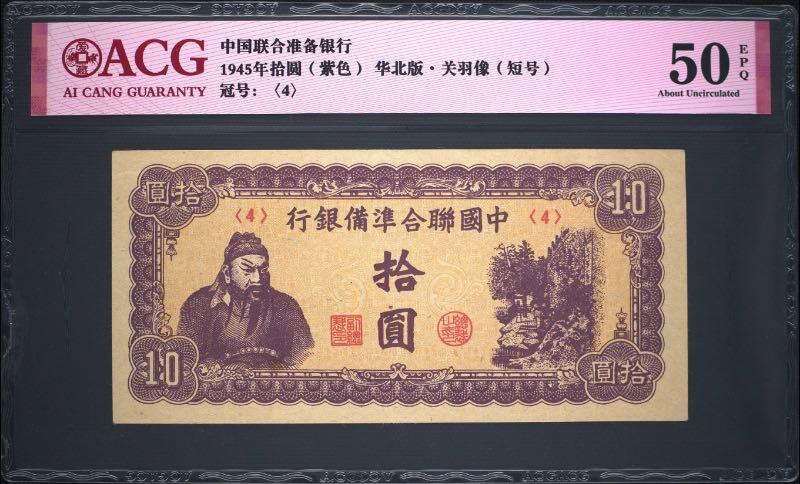 ACG
AI CANG GUARANTY
中国联合准备银行
1945年拾圆（紫色） 华北版·关羽像（短号）
冠号：〈4〉
50
EPQ
About Uncirculated
圓拾
10
〈4〉
行銀備準合聯國中
〈4〉
拾圓
10
圓拾